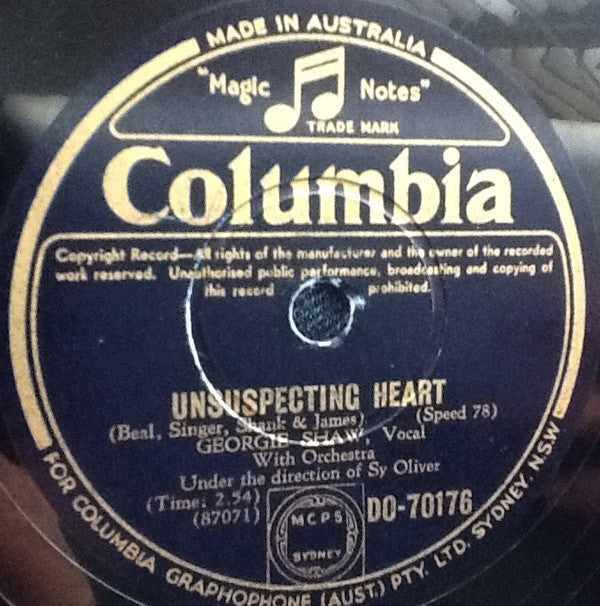 MADE IN AUSTRALIA
"Magic Notes"
TRADE MARK
Columbia
Copyright Record—All rights of the manufacturer and the owner of the recorded
work reserved. Unauthorised public performance, broadcasting and copying of
this record prohibited.
UNSUSPECTING HEART
(Beal, Singer, Shank & James) (Speed 78)
GEORGIE SHAW, Vocal
With Orchestra
Under the direction of Sy Oliver
(Time: 2.54)
(87071)
MCPS
SYDNEY
DO-70176
FOR COLUMBIA GRAPHOPHONE (AUST.) PTY. LTD. SYDNEY. N.S.W